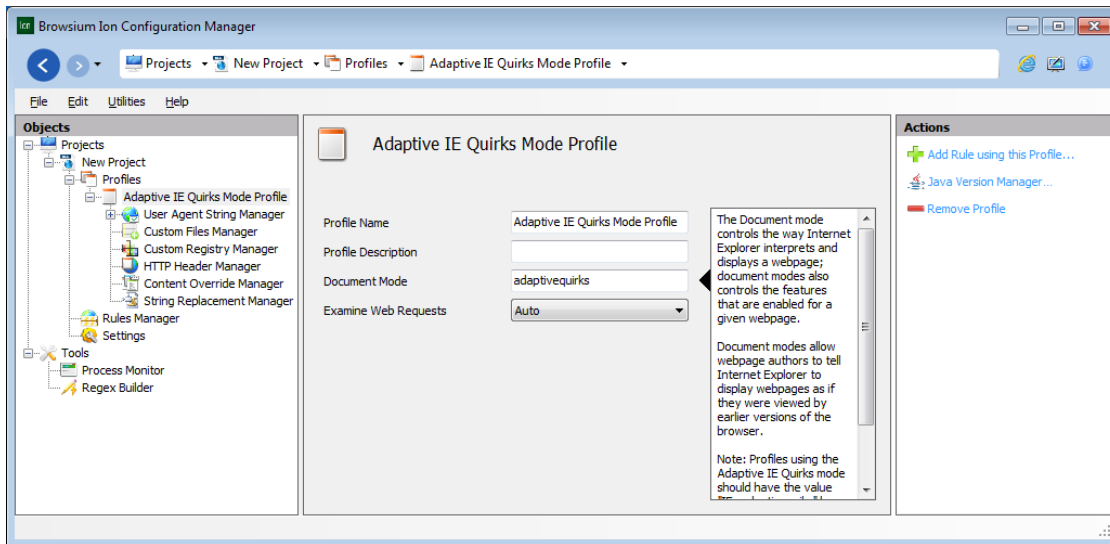 Ion Browsium Ion Configuration Manager
Projects New Project Profiles Adaptive IE Quirks Mode Profile
File Edit Utilities Help
Objects
Projects
New Project
Profiles
Adaptive IE Quirks Mode Profile
User Agent String Manager
Custom Files Manager
Custom Registry Manager
HTTP Header Manager
Content Override Manager
String Replacement Manager
Rules Manager
Settings
Tools
Process Monitor
Regex Builder
Adaptive IE Quirks Mode Profile
Profile Name Adaptive IE Quirks Mode Profile
Profile Description
Document Mode adaptivequirks
Examine Web Requests Auto
The Document mode
controls the way Internet
Explorer interprets and
displays a webpage;
document modes also
controls the features
that are enabled for a
given webpage.
Document modes allow
webpage authors to tell
Internet Explorer to
display webpages as if
they were viewed by
earlier versions of the
browser.
Note: Profiles using the
Adaptive IE Quirks mode
should have the value
Actions
Add Rule using this Profile...
Java Version Manager...
Remove Profile